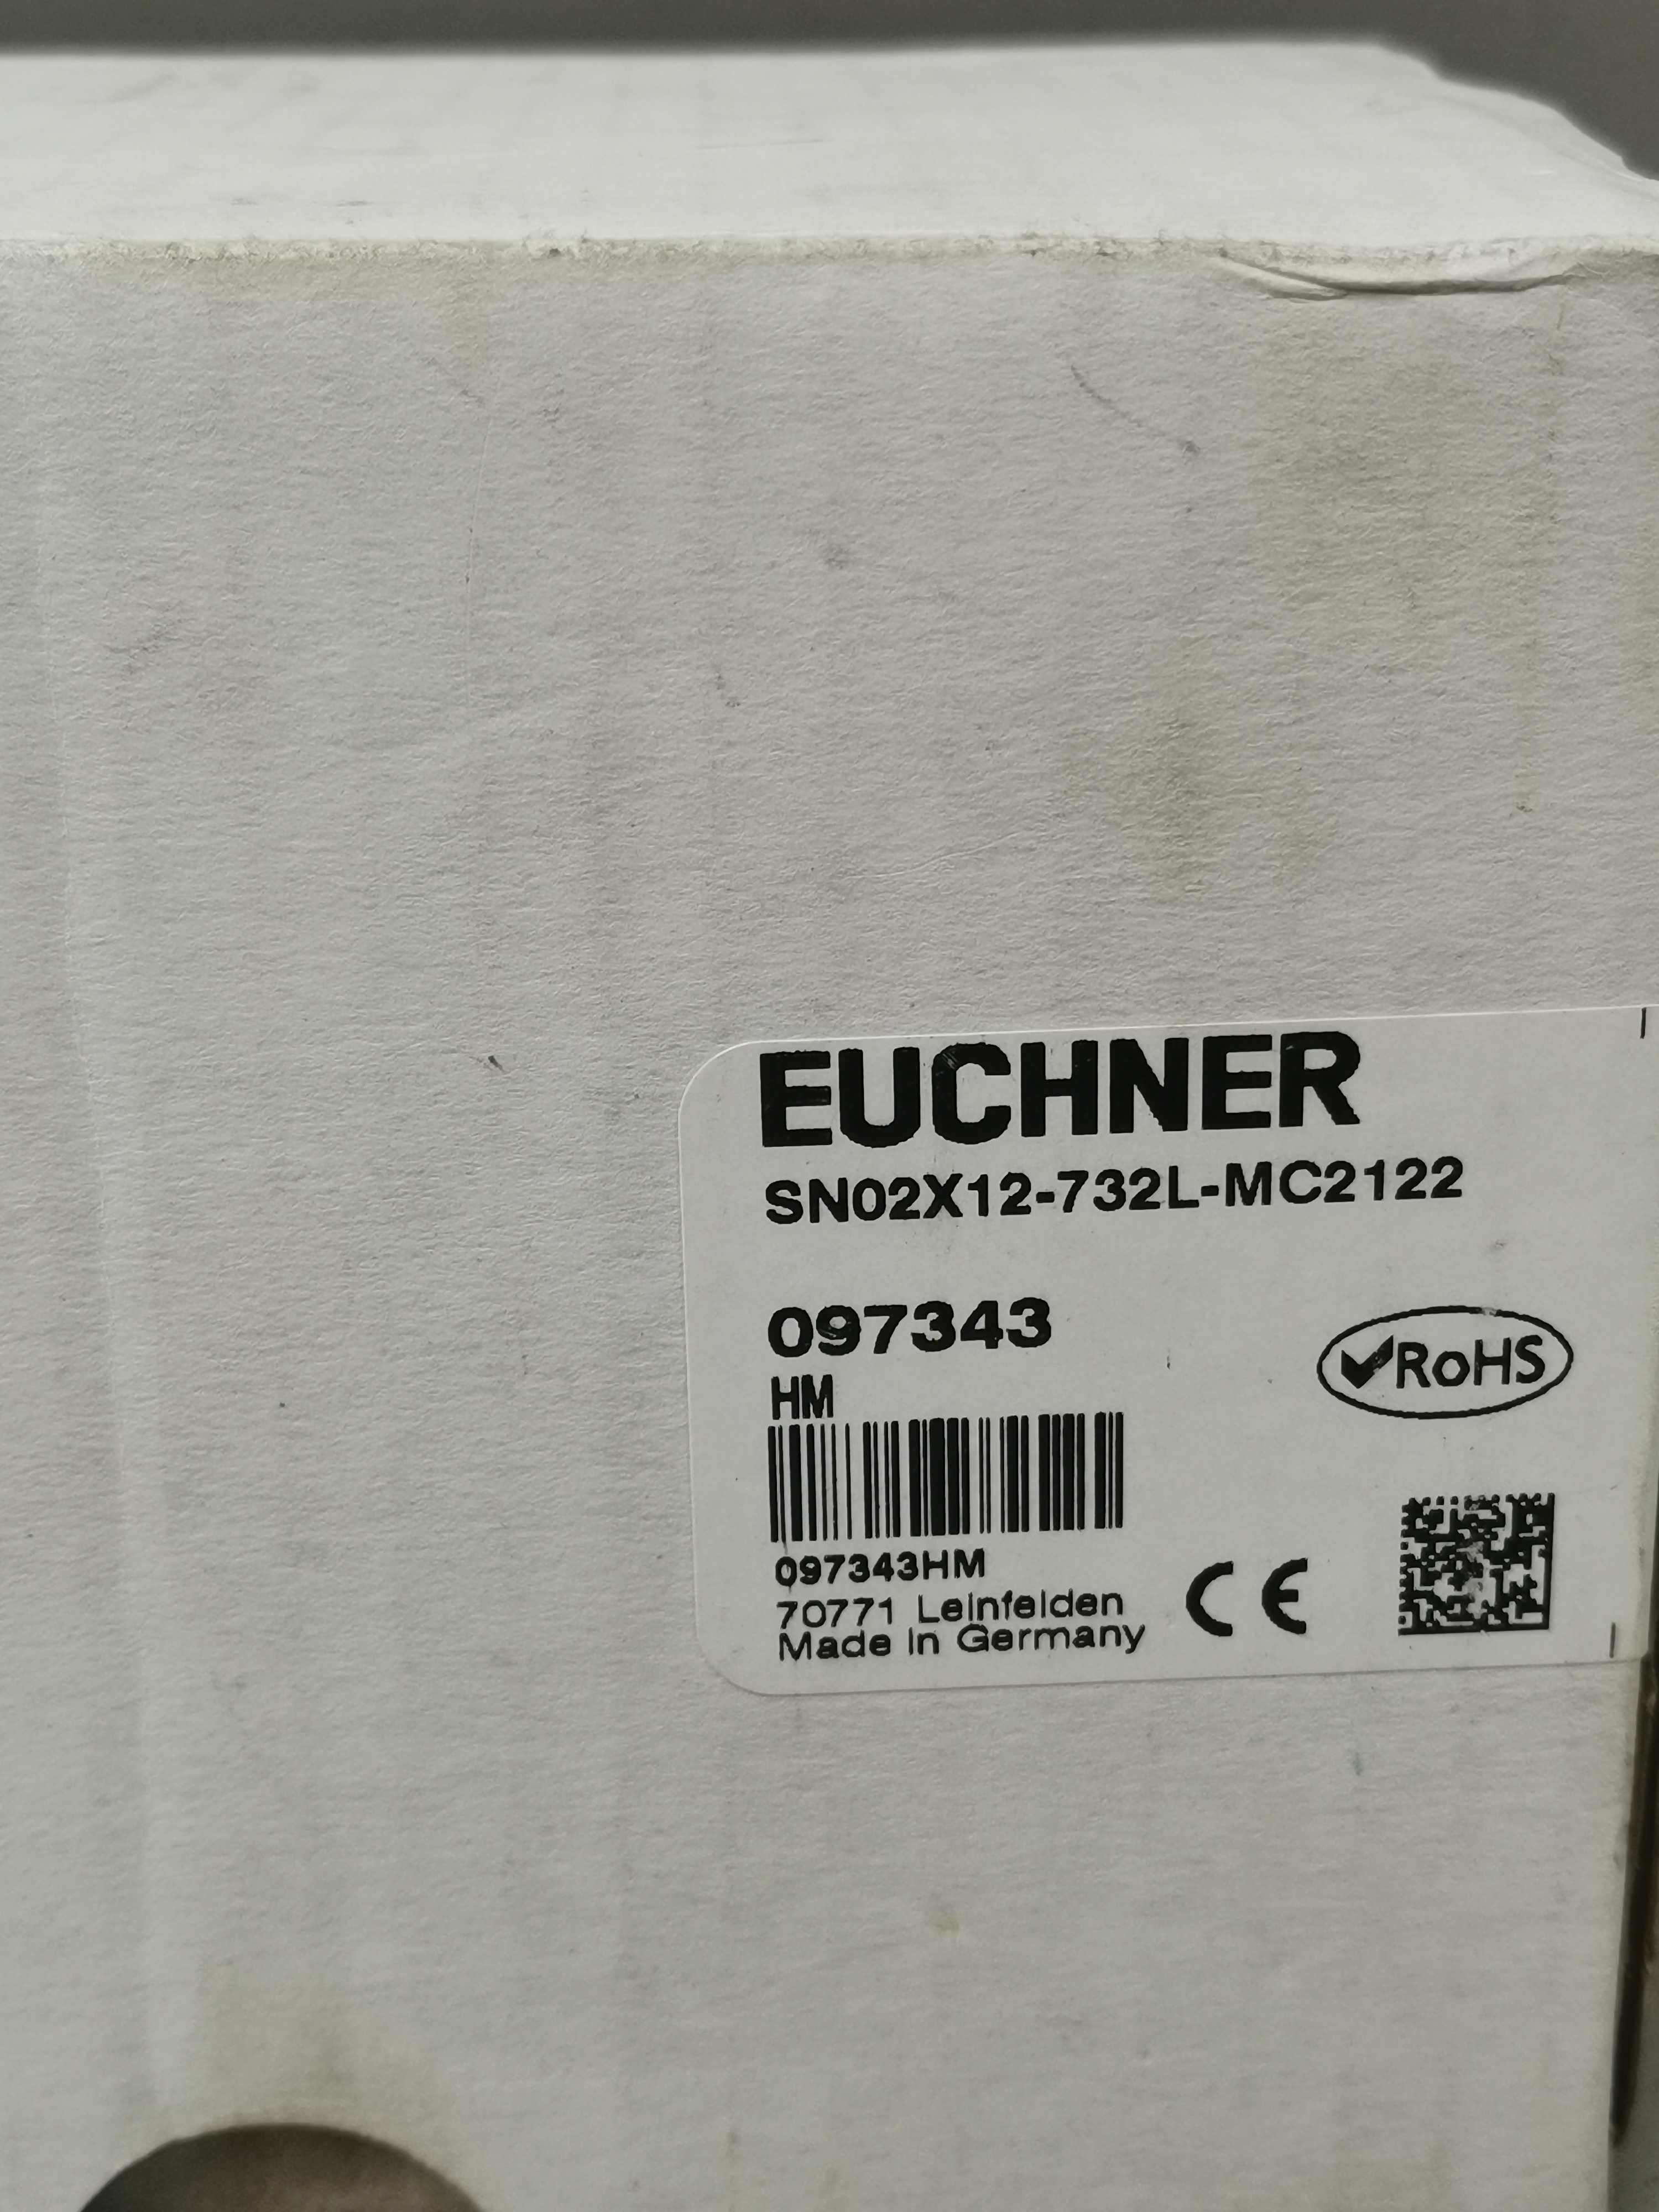 EUCHNER
SN02X12-732L-MC2122
097343
HM
RoHS
097343HM
70771 Leinfelden
Made in Germany
CE